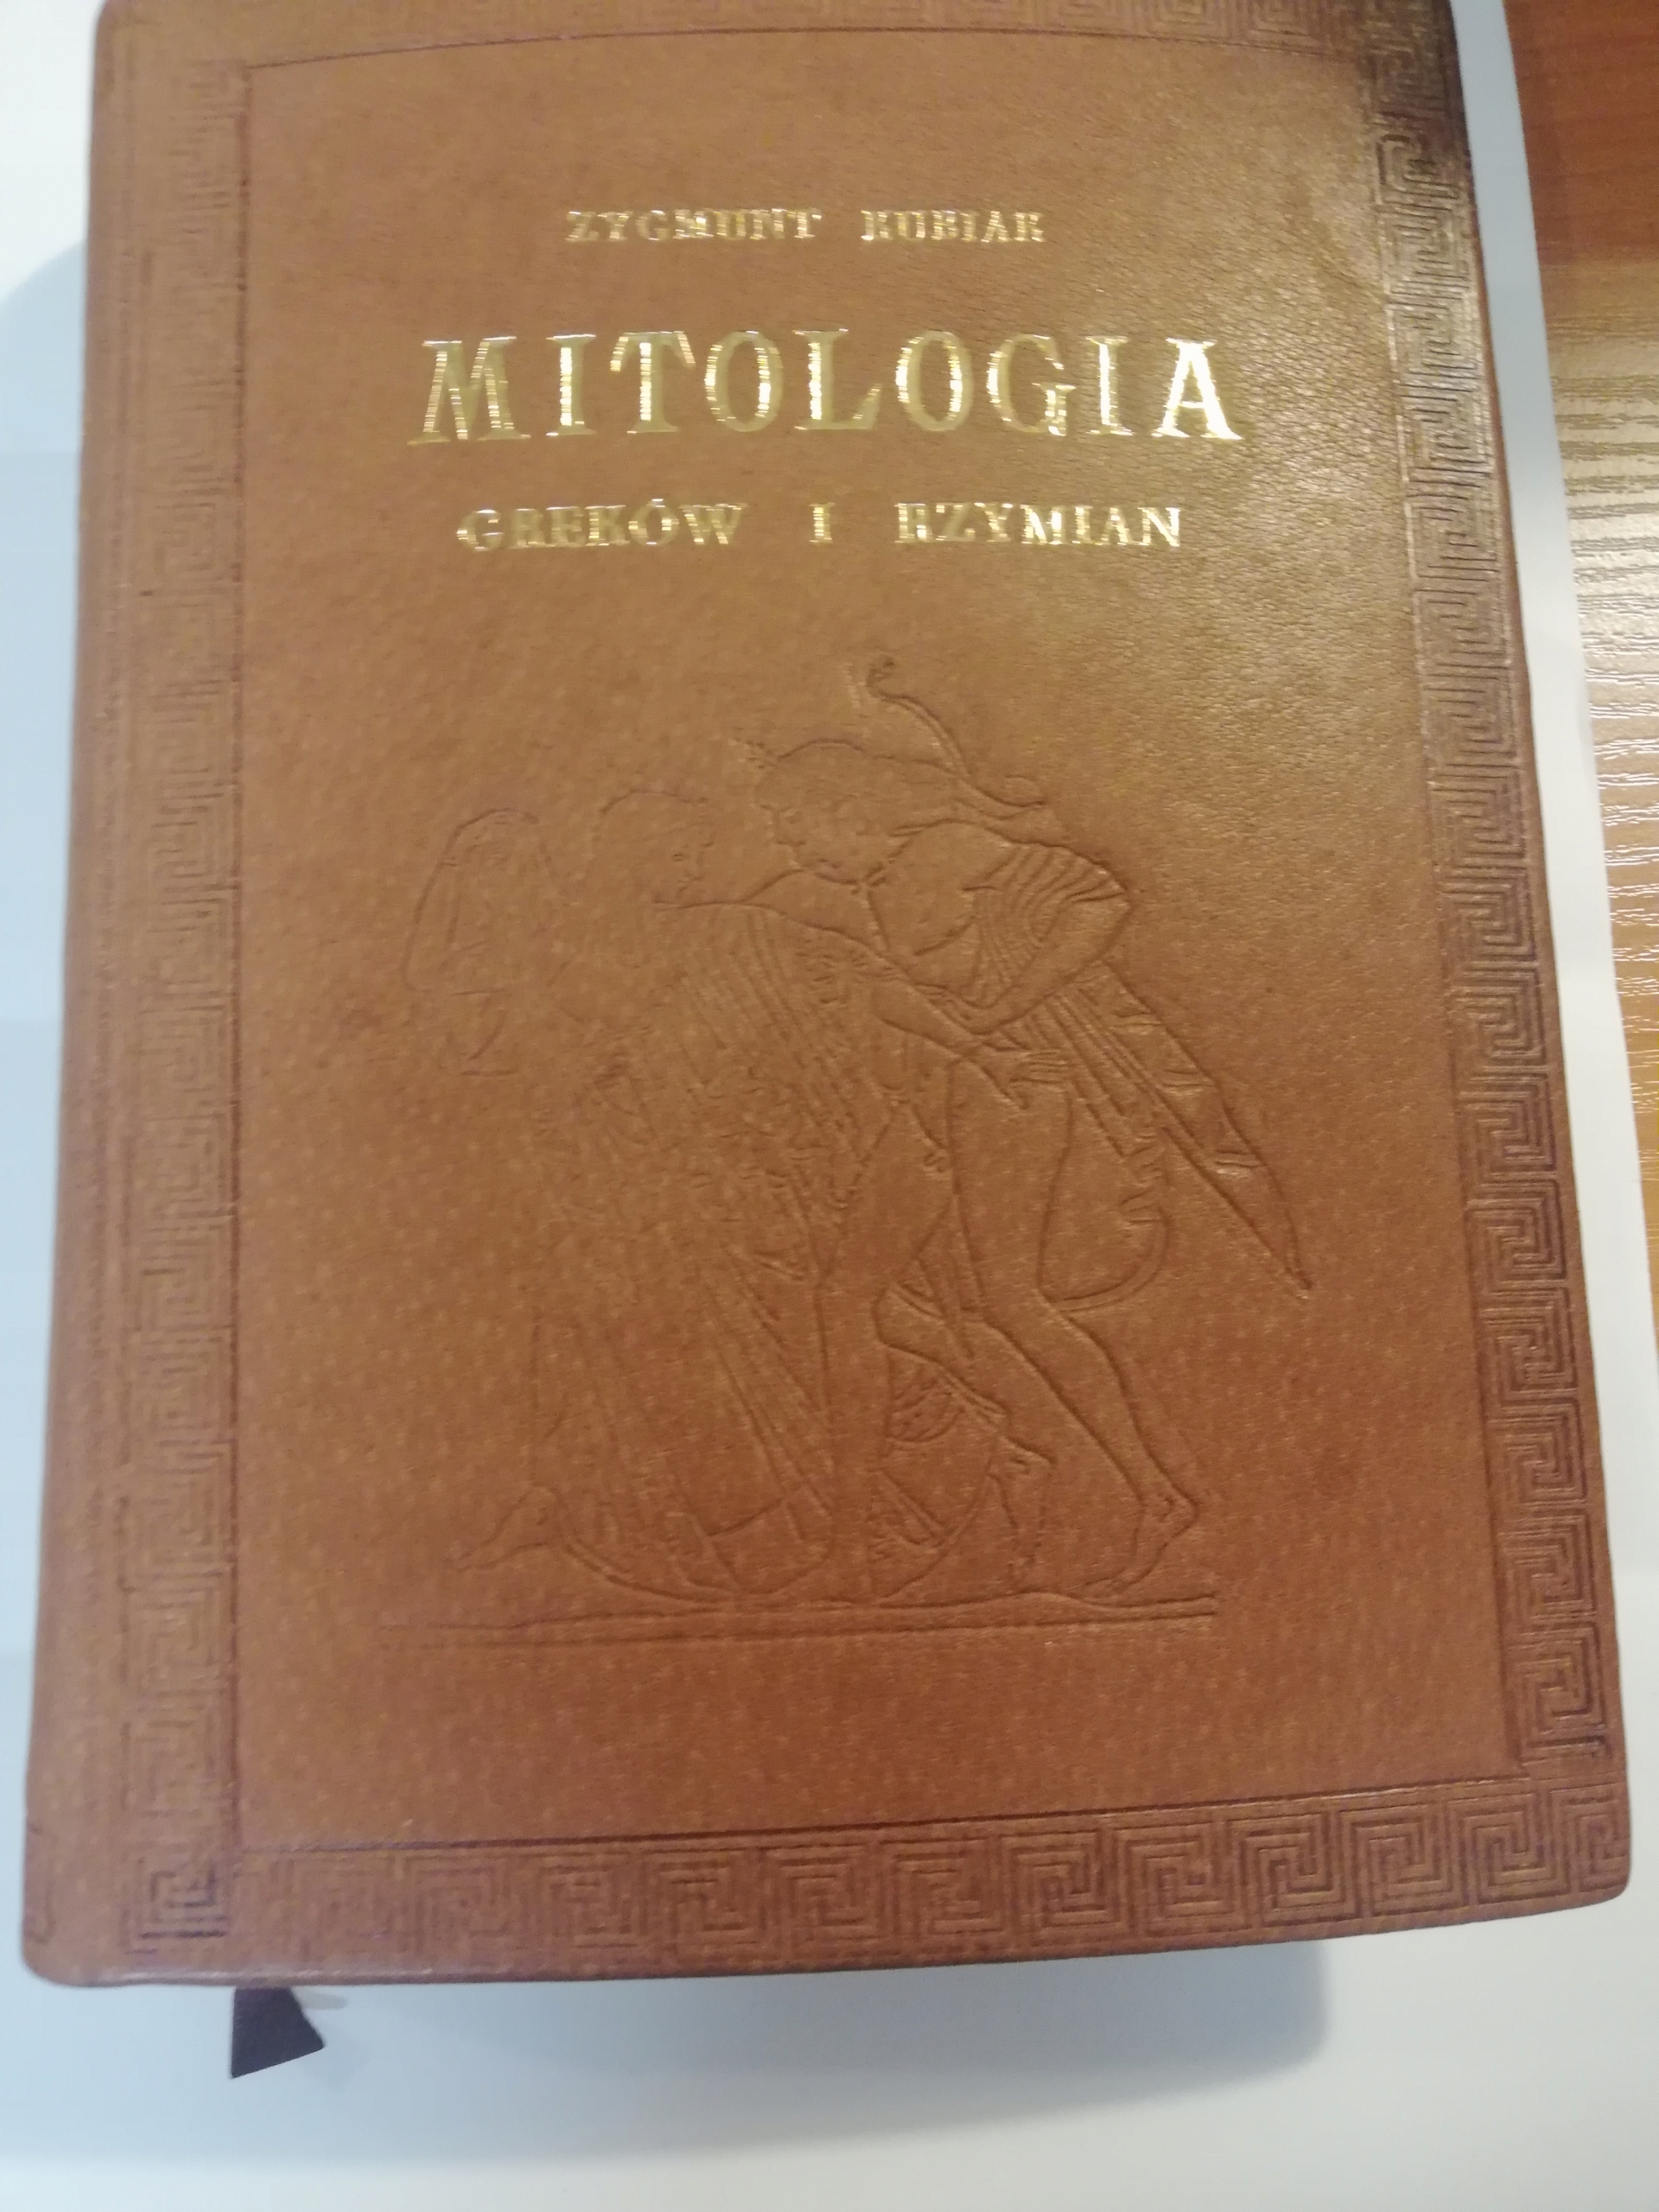 ZYGMUNT KUBIAK
MITOLOGIA
GREKÓW I RZYMIAN